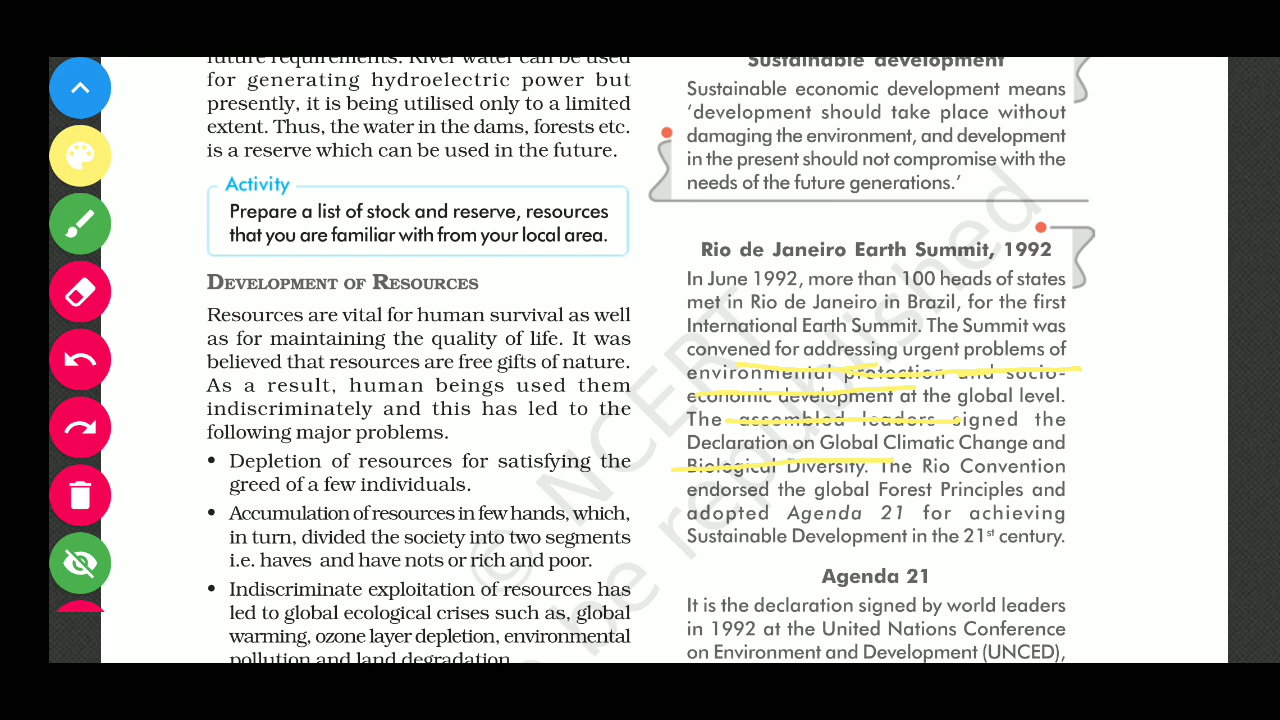 future requirements. River water can be used
for generating hydroelectric power but
presently, it is being utilised only to a limited
extent. Thus, the water in the dams, forests etc.
is a reserve which can be used in the future.
Activity
Prepare a list of stock and reserve, resources
that you are familiar with from your local area.
DEVELOPMENT OF RESOURCES
Resources are vital for human survival as well
as for maintaining the quality of life. It was
believed that resources are free gifts of nature.
As a result, human beings used them
indiscriminately and this has led to the
following major problems.
• Depletion of resources for satisfying the
greed of a few individuals.
• Accumulation of resources in few hands, which,
in turn, divided the society into two segments
i.e. haves and have nots or rich and poor.
• Indiscriminate exploitation of resources has
led to global ecological crises such as, global
warming, ozone layer depletion, environmental
pollution and land degradation.
Sustainable development
Sustainable economic development means
‘development should take place without
damaging the environment, and development
in the present should not compromise with the
needs of the future generations.’
Rio de Janeiro Earth Summit, 1992
In June 1992, more than 100 heads of states
met in Rio de Janeiro in Brazil, for the first
International Earth Summit. The Summit was
convened for addressing urgent problems of
environmental protection and socio-
economic development at the global level.
The assembled leaders signed the
Declaration on Global Climatic Change and
Biological Diversity. The Rio Convention
endorsed the global Forest Principles and
adopted Agenda 21 for achieving
Sustainable Development in the 21st century.
Agenda 21
It is the declaration signed by world leaders
in 1992 at the United Nations Conference
on Environment and Development (UNCED),
© NCERT
be republished